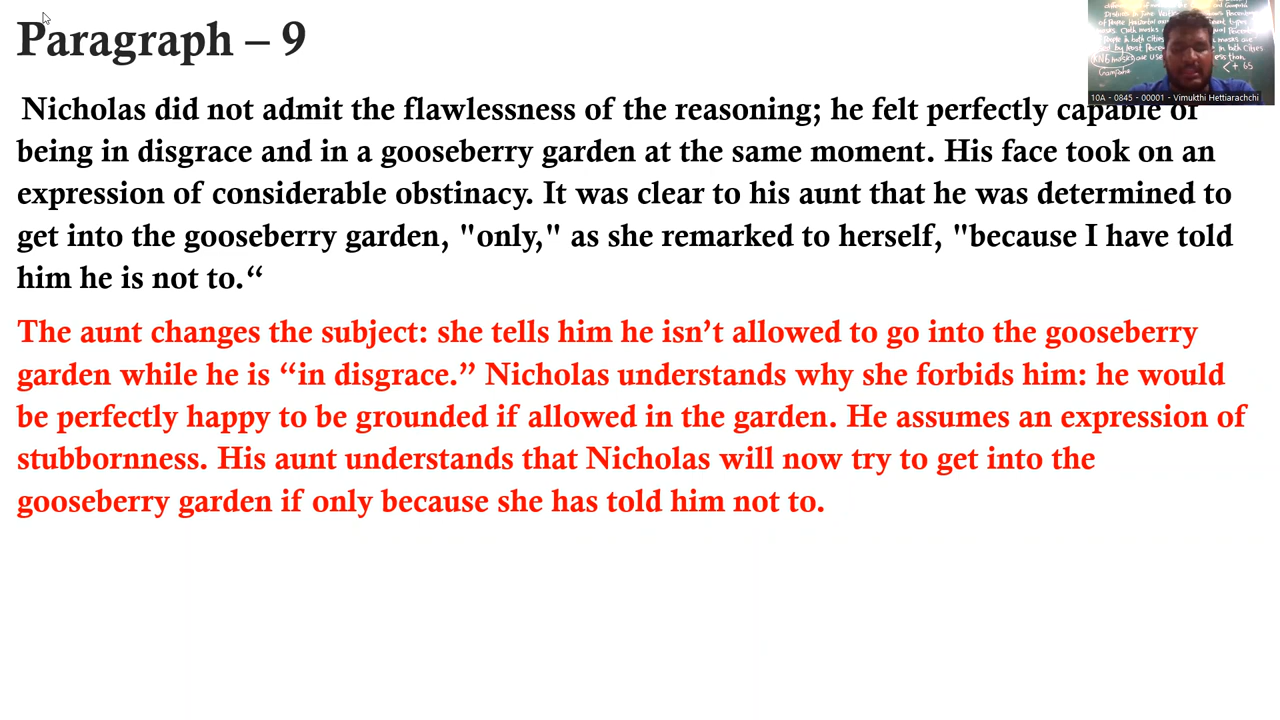 Paragraph – 9
Nicholas did not admit the flawlessness of the reasoning; he felt perfectly capable of
being in disgrace and in a gooseberry garden at the same moment. His face took on an
expression of considerable obstinacy. It was clear to his aunt that he was determined to
get into the gooseberry garden, "only," as she remarked to herself, "because I have told
him he is not to.“
The aunt changes the subject: she tells him he isn’t allowed to go into the gooseberry
garden while he is “in disgrace.” Nicholas understands why she forbids him: he would
be perfectly happy to be grounded if allowed in the garden. He assumes an expression of
stubbornness. His aunt understands that Nicholas will now try to get into the
gooseberry garden if only because she has told him not to.
10A - 0845 - 00001 - Vimukthi Hettiarachchi